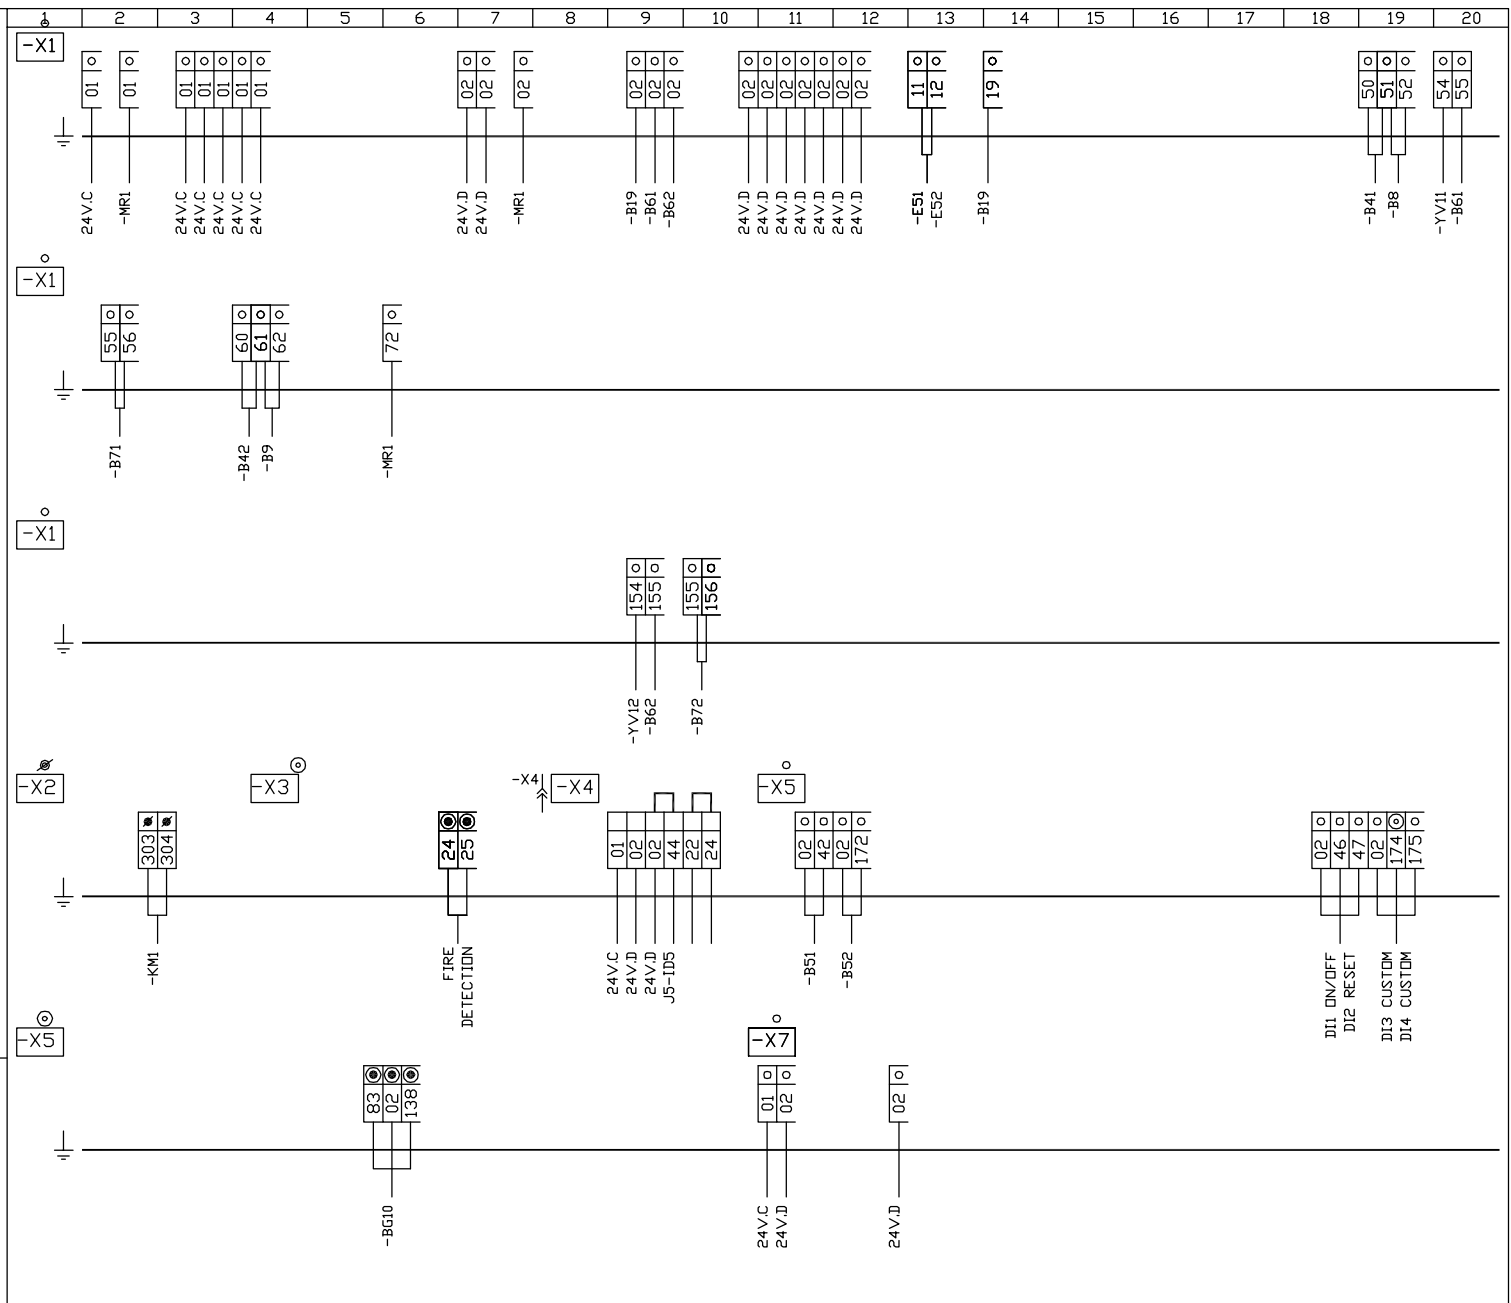 1 2 3 4 5 6 7 8 9 10 11 12 13 14 15 16 17 18 19 20
-X1
01 01 01 01 01 01 01 02 02 02 02 02 02 02 02 02 02 02 02 02 11 12 19 50 51 52 54 55
24V.C -MR1 24V.C 24V.C 24V.C 24V.C 24V.C 24V.D 24V.D -MR1 -B19 -B61 -B62 24V.D 24V.D 24V.D 24V.D 24V.D 24V.D 24V.D -E51 -E52 -B19 -B41 -B8 -YV11 -B61
-X1
55 56 60 61 62 72
-B71 -B42 -B9 -MR1
-X1
154 155 155 156
-YV12 -B62 -B72
-X2 -X3 -X4 -X4 -X5
303 304 24 25 01 02 02 44 22 24 02 42 02 172 02 46 47 02 174 175
-KM1
FIRE
DETECTION
24V.C
24V.D
24V.D
J5-ID5
-B51
-B52
DI1 ON/OFF
DI2 RESET
DI3 CUSTOM
DI4 CUSTOM
-X5 -X7
83 02 138 01 02 02
-BG10 24V.C 24V.D 24V.D